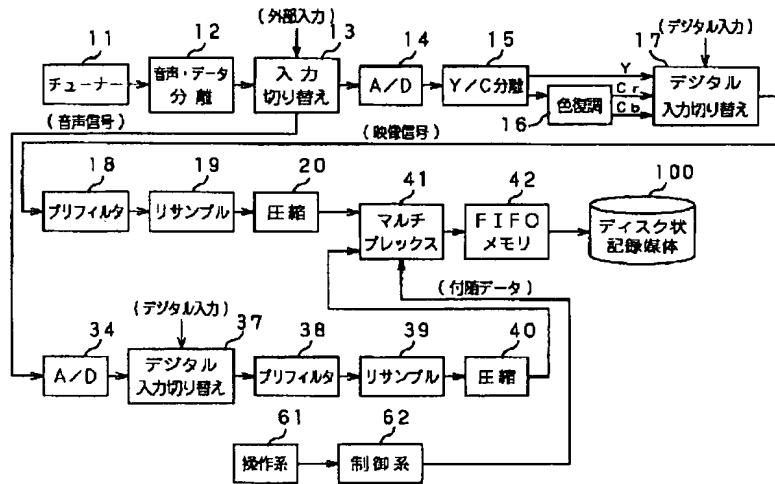 (外部入力)
11
12
13
14
15
17
(デジタル入力)
チューナー
音声・データ
分離
入力
切り替え
A/D
Y/C分離
Y
Cr
Cb
16
色復調
デジタル
入力切り替え
(音声信号)
(映像信号)
18
19
20
41
42
100
プリフィルタ
リサンプル
圧縮
マルチ
プレックス
FIFO
メモリ
ディスク状
記録媒体
(付随データ)
(デジタル入力)
34
37
38
39
40
A/D
デジタル
入力切り替え
プリフィルタ
リサンプル
圧縮
61
62
操作系
制御系